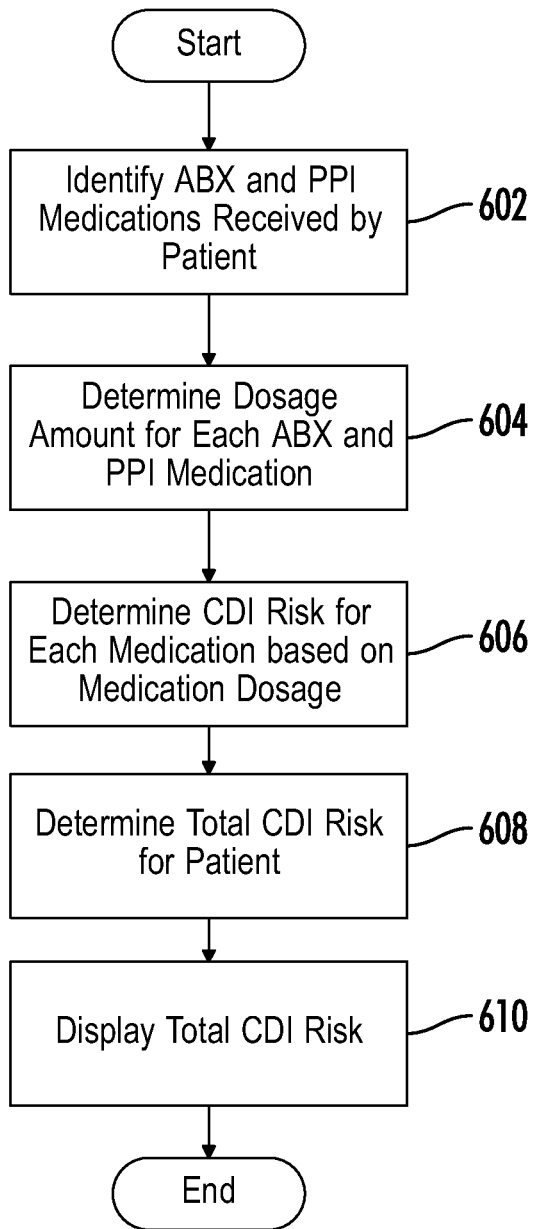 Start
Identify ABX and PPI
Medications Received by
Patient
602
Determine Dosage
Amount for Each ABX and
PPI Medication
604
Determine CDI Risk for
Each Medication based on
Medication Dosage
606
Determine Total CDI Risk
for Patient
608
Display Total CDI Risk
610
End